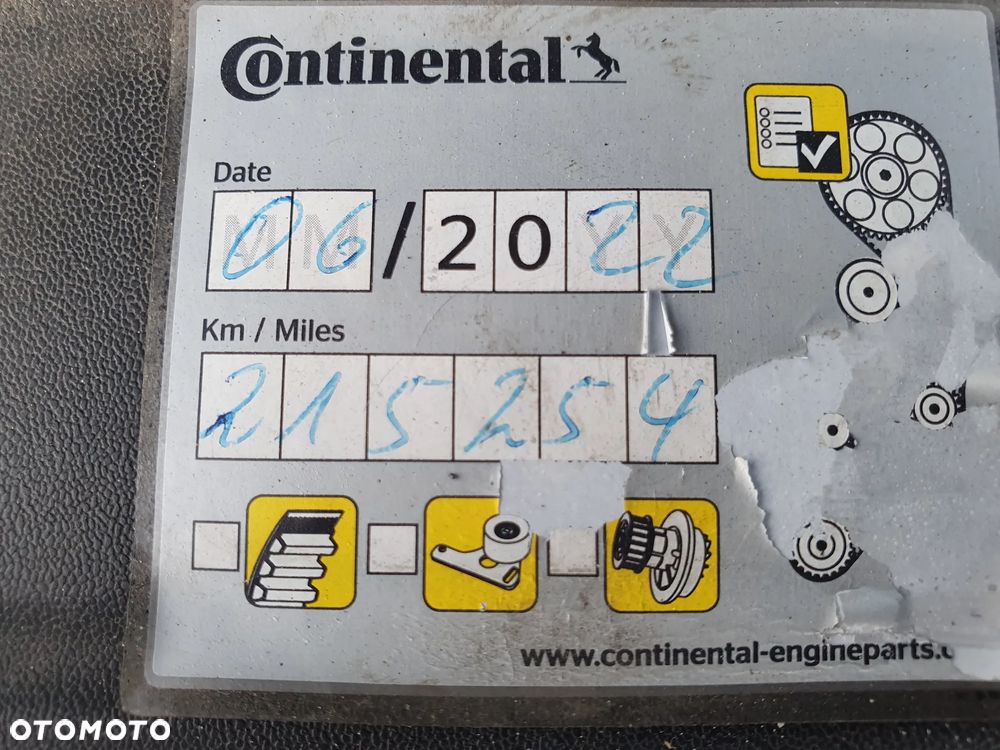 Continental
Date
06/2022
Km / Miles
215254
www.continental-engineparts.c
OTOMOTO